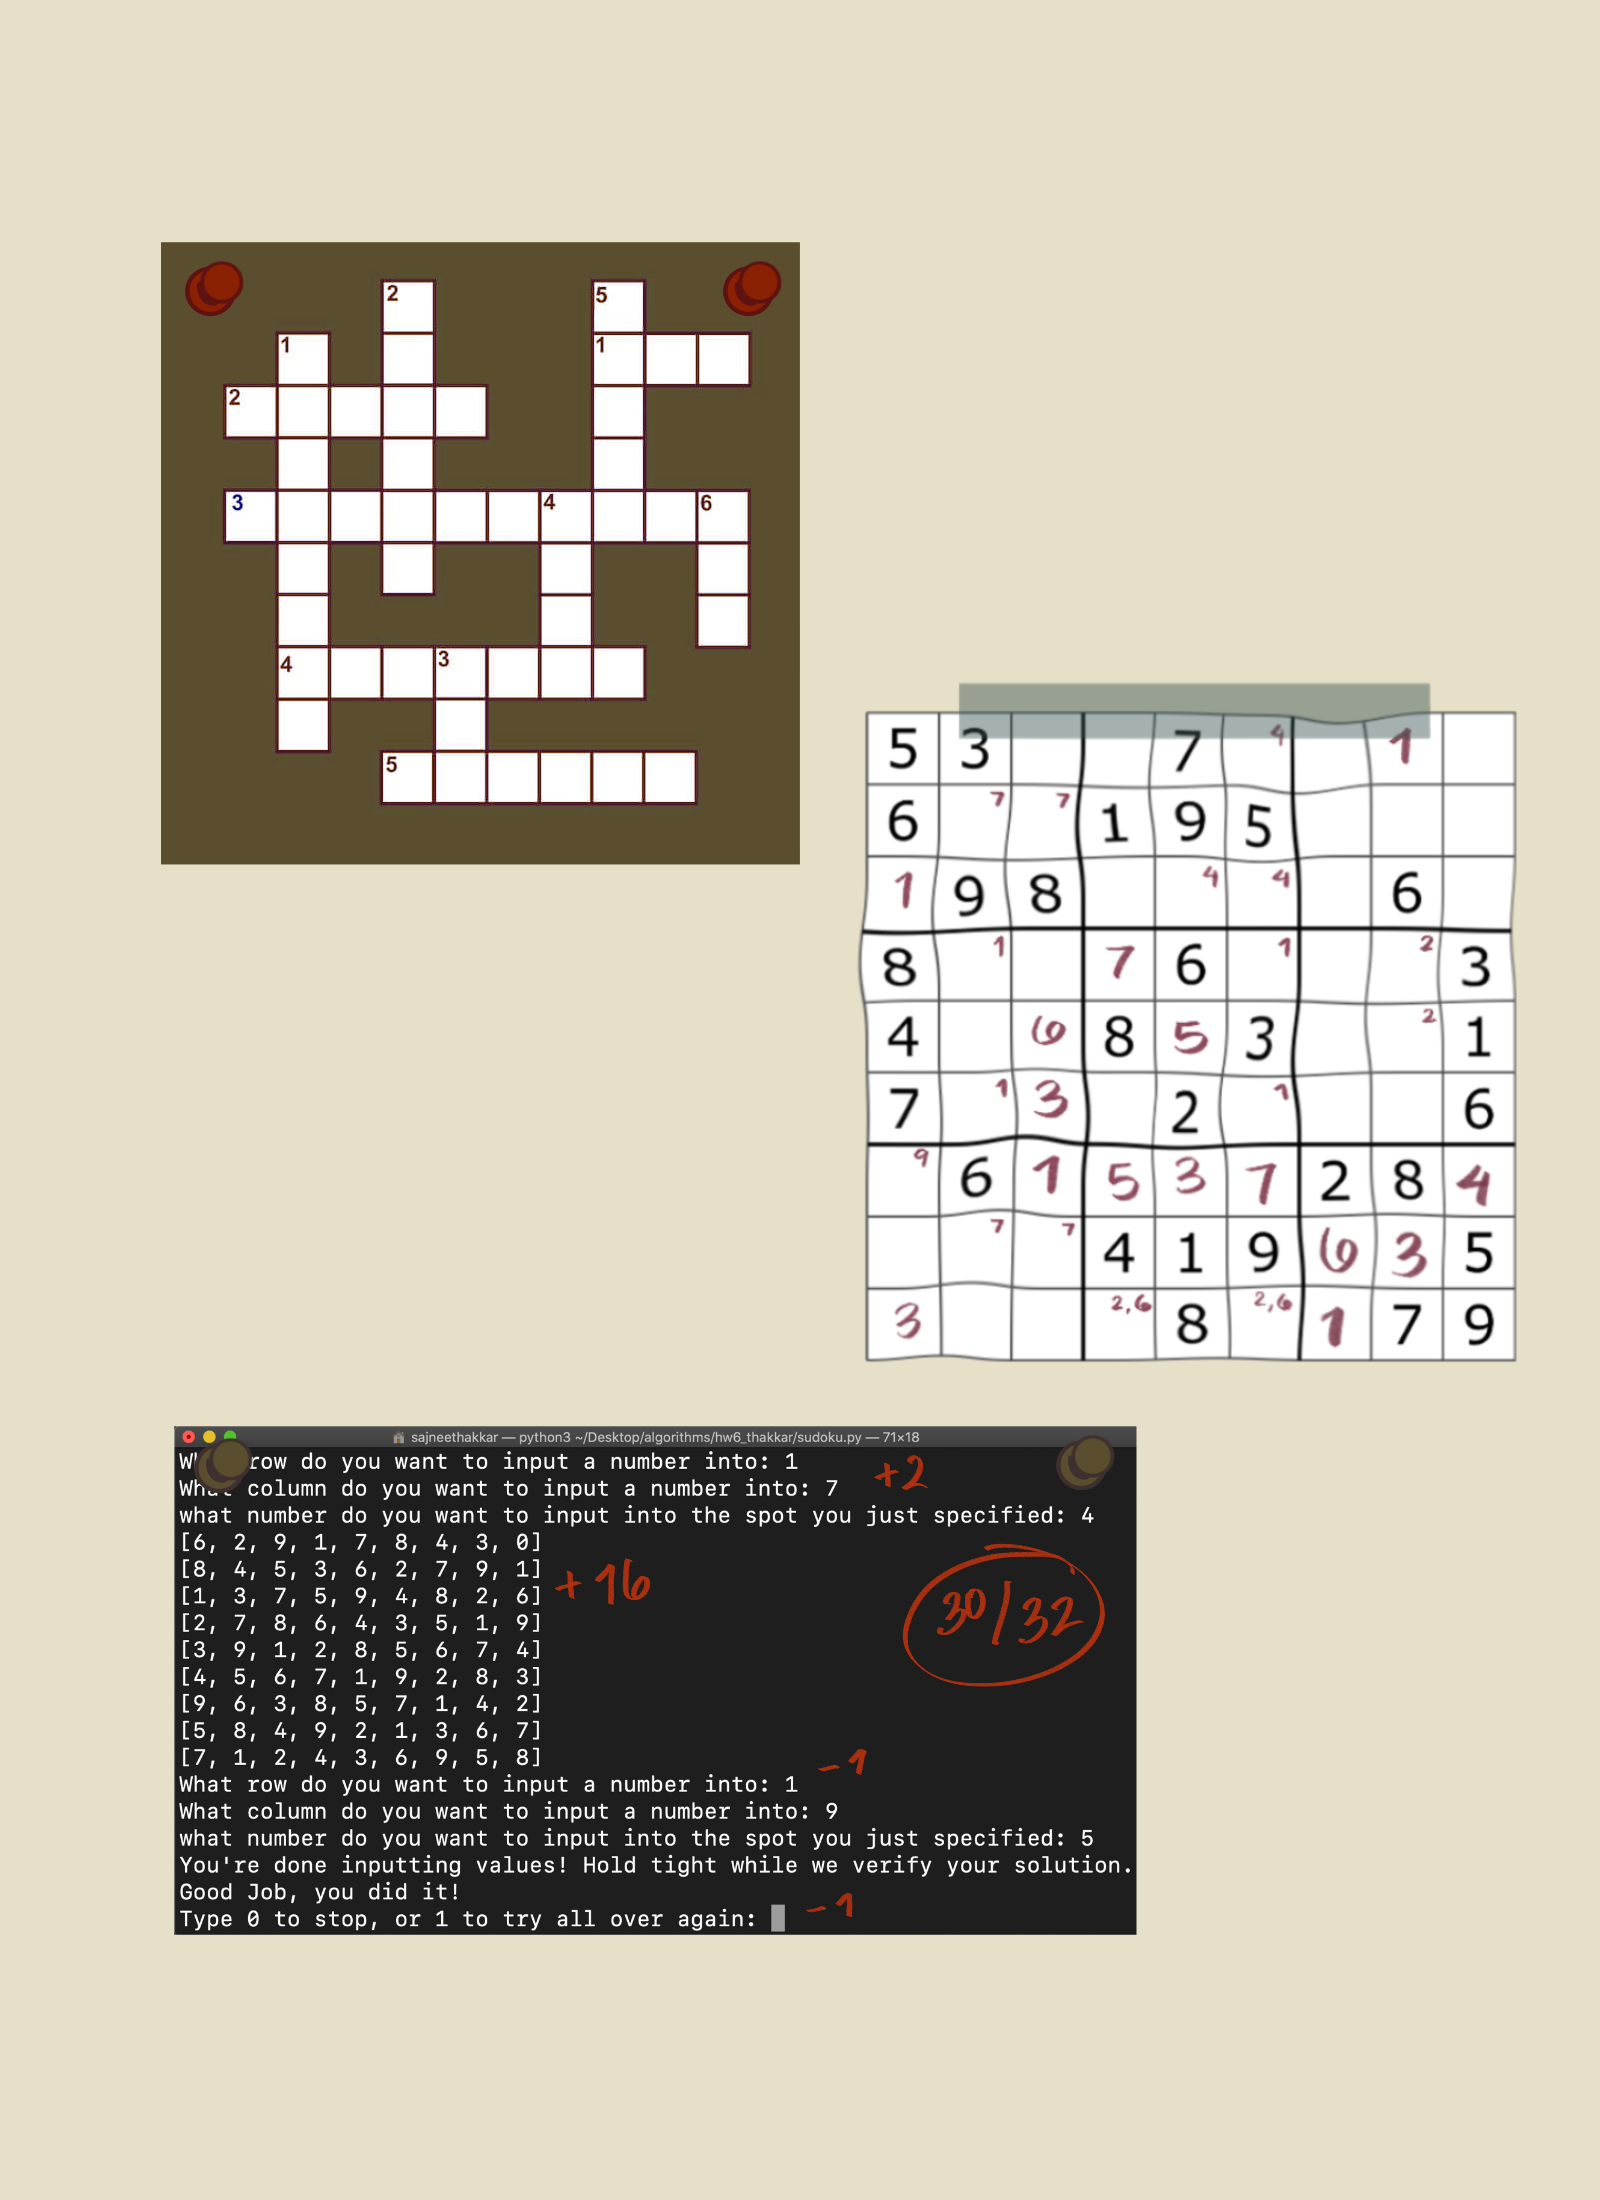 2 5
1 1
2
3 4 6
4 3
5
5 3 7 4 1
6 7 7 1 9 5
1 9 8 4 4 6
8 1 7 6 1 2 3
4 6 8 5 3 2 1
7 1 3 2 1 6
9 6 1 5 3 7 2 8 4
7 7 4 1 9 6 3 5
3 2,6 8 2,6 1 7 9
sajneethakkar — python3 ~/Desktop/algorithms/hw6_thakkar/sudoku.py — 71×18
row do you want to input a number into: 1
What column do you want to input a number into: 7
+2
what number do you want to input into the spot you just specified: 4
[6, 2, 9, 1, 7, 8, 4, 3, 0]
[8, 4, 5, 3, 6, 2, 7, 9, 1]
[1, 3, 7, 5, 9, 4, 8, 2, 6]
+16
[2, 7, 8, 6, 4, 3, 5, 1, 9]
30/32
[3, 9, 1, 2, 8, 5, 6, 7, 4]
[4, 5, 6, 7, 1, 9, 2, 8, 3]
[9, 6, 3, 8, 5, 7, 1, 4, 2]
[5, 8, 4, 9, 2, 1, 3, 6, 7]
[7, 1, 2, 4, 3, 6, 9, 5, 8]
-1
What row do you want to input a number into: 1
What column do you want to input a number into: 9
what number do you want to input into the spot you just specified: 5
You're done inputting values! Hold tight while we verify your solution.
Good Job, you did it!
Type 0 to stop, or 1 to try all over again:
-1